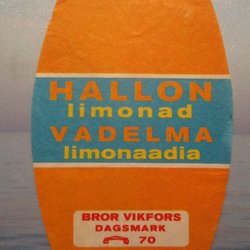 HALLON
limonad
VADELMA
limonaadia
BROR VIKFORS
DAGSMARK
70